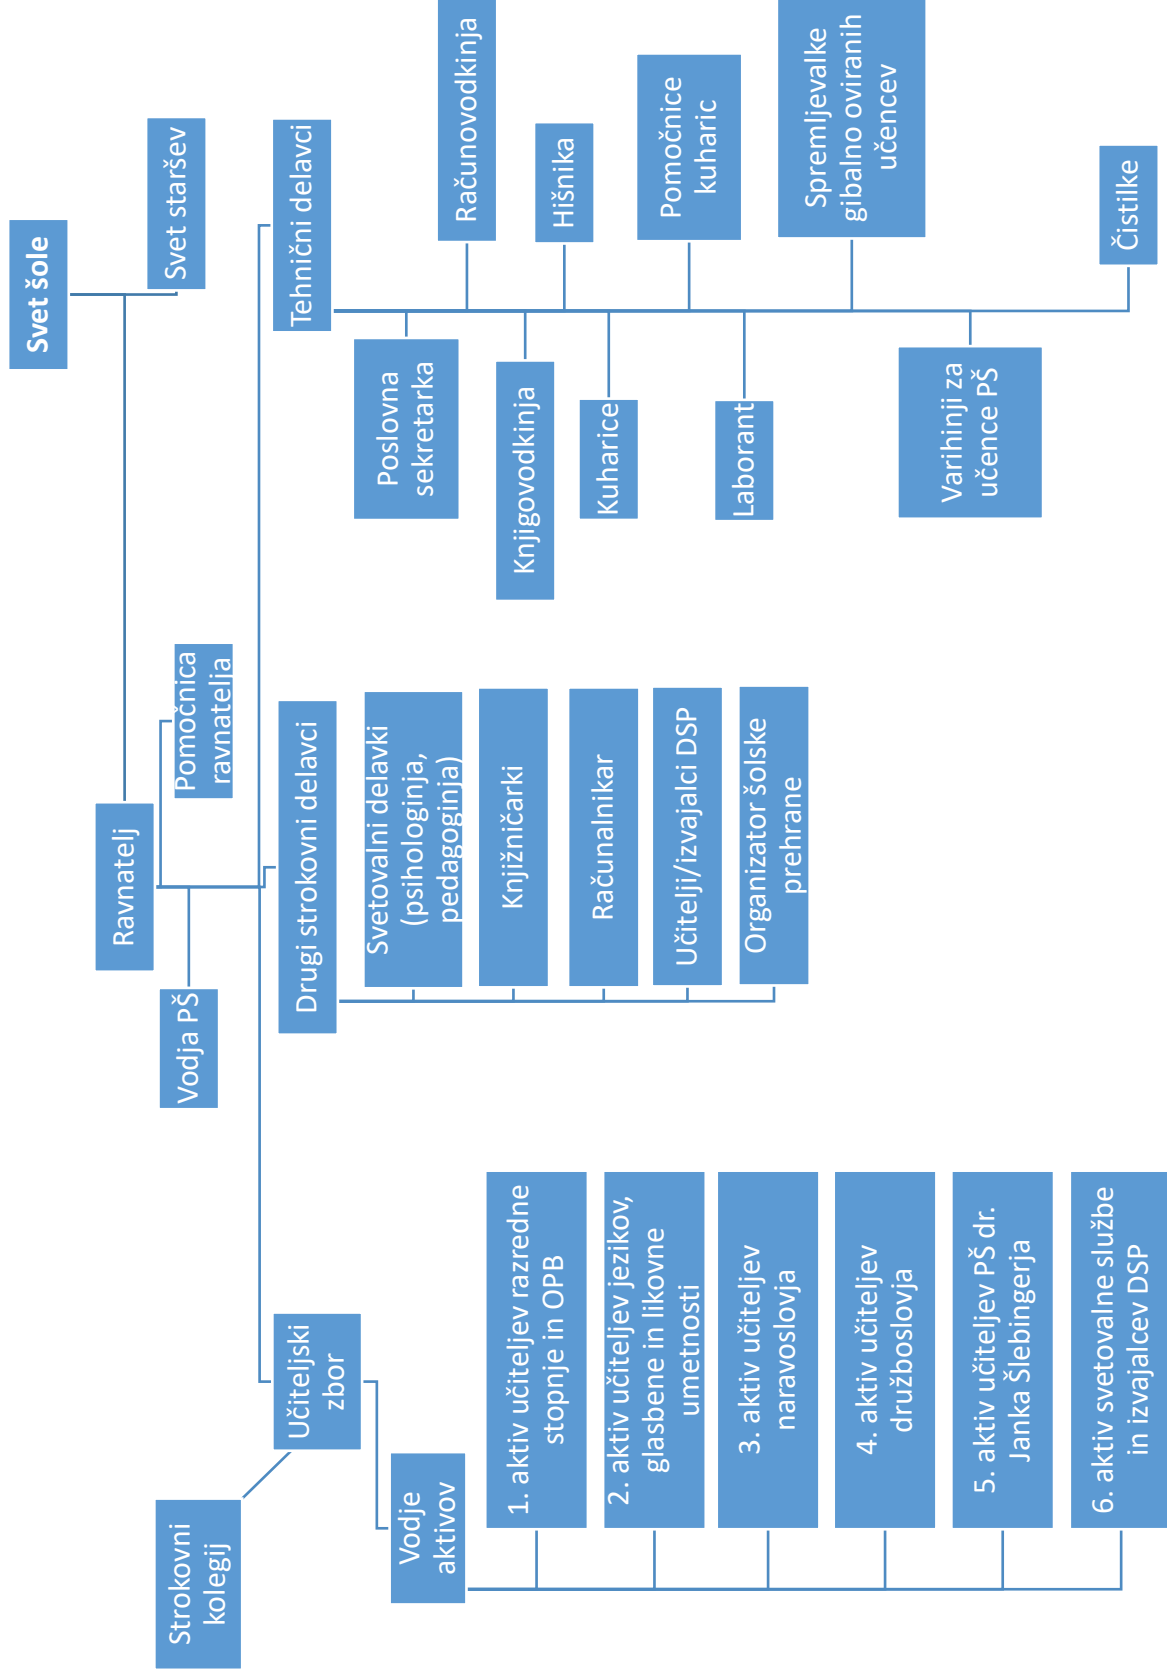 Svet šole
Svet staršev
Ravnatelj
Pomočnica
ravnatelja
Vodja PŠ
Strokovni
kolegij
Učiteljski
zbor
Drugi strokovni delavci
Tehnični delavci
Vodje
aktivov
1. aktiv učiteljev razredne
stopnje in OPB
2. aktiv učiteljev jezikov,
glasbene in likovne
umetnosti
3. aktiv učiteljev
naravoslovja
4. aktiv učiteljev
družboslovja
5. aktiv učiteljev PŠ dr.
Janka Šlebingerja
6. aktiv svetovalne službe
in izvajalcev DSP
Svetovalni delavki
(psihologinja,
pedagoginja)
Knjižničarki
Računalnikar
Učitelji/izvajalci DSP
Organizator šolske
prehrane
Poslovna
sekretarka
Računovodkinja
Knjigovodkinja
Hišnika
Kuharice
Pomočnice
kuharic
Laborant
Spremljevalke
gibalno oviranih
učencev
Varihinji za
učence PŠ
Čistilke